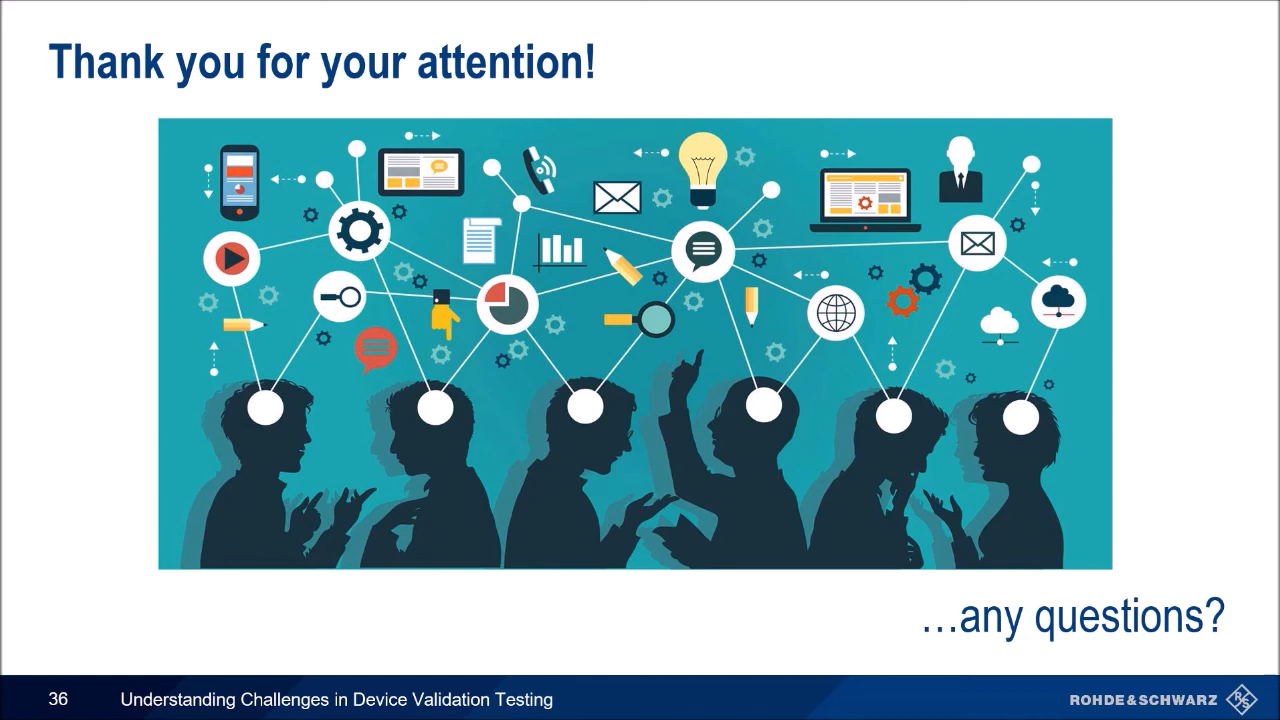 Thank you for your attention!
...any questions?
36 Understanding Challenges in Device Validation Testing
ROHDE&SCHWARZ
R
S